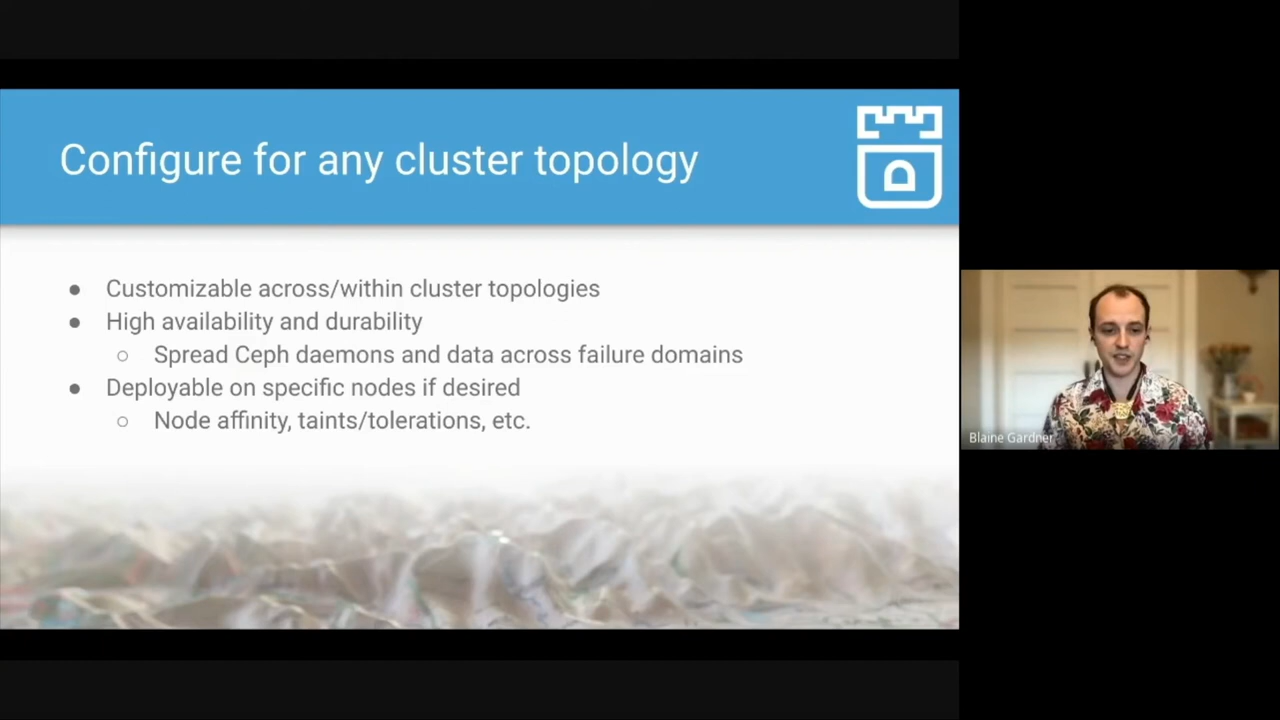 Configure for any cluster topology
● Customizable across/within cluster topologies
● High availability and durability
○ Spread Ceph daemons and data across failure domains
● Deployable on specific nodes if desired
○ Node affinity, taints/tolerations, etc.
Blaine Gardner